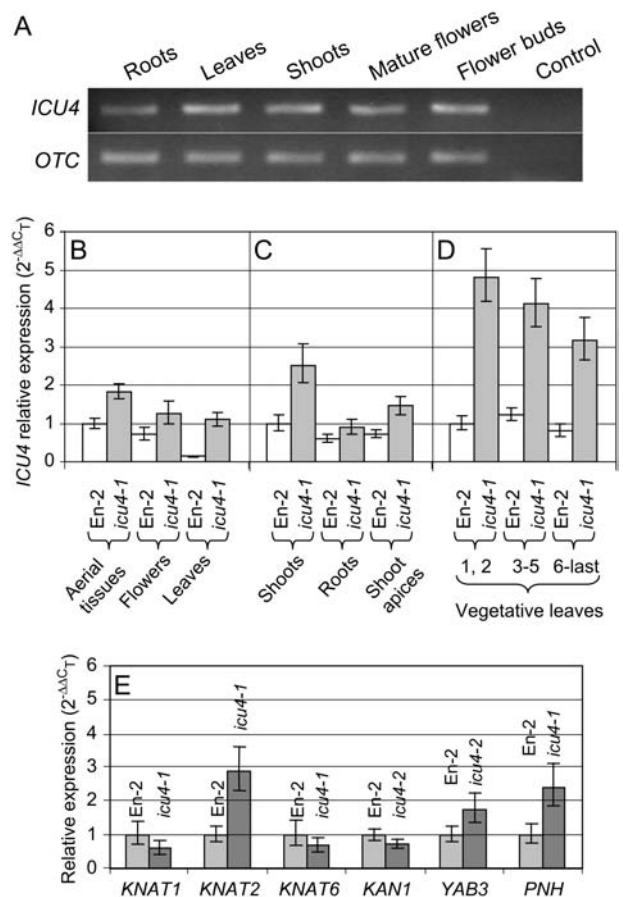 A
Roots Leaves Shoots Mature flowers Flower buds Control
ICU4
OTC
ICU4 relative expression (2^-ΔΔC_T)
6
5
4
3
2
1
0
B
C
D
En-2 icu4-1 En-2 icu4-1 En-2 icu4-1 En-2 icu4-1 En-2 icu4-1 En-2 icu4-1 En-2 icu4-1 En-2 icu4-1 En-2 icu4-1
Aerial tissues Flowers Leaves Shoots Roots Shoot apices 1, 2 3-5 6-last
Vegetative leaves
Relative expression (2^-ΔΔC_T)
6
5
4
3
2
1
0
E
En-2 icu4-1 En-2 icu4-1 En-2 icu4-1 En-2 icu4-2 En-2 icu4-2 En-2 icu4-1
KNAT1 KNAT2 KNAT6 KAN1 YAB3 PNH